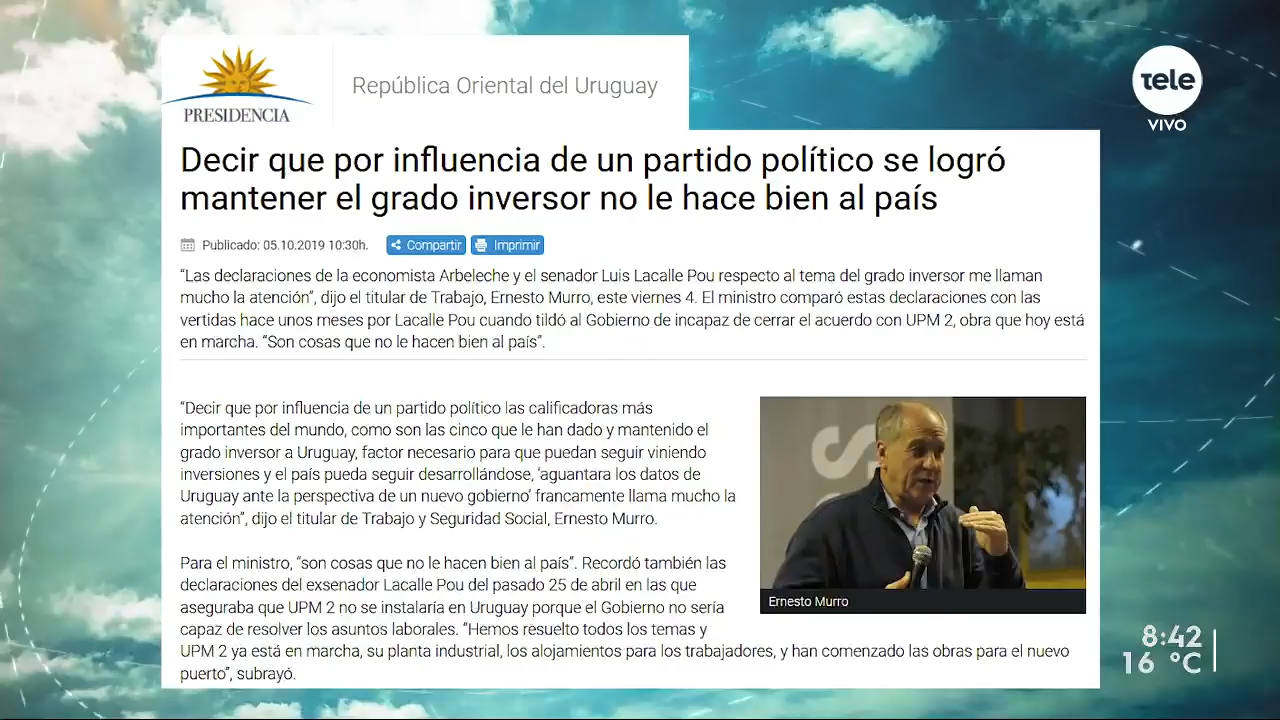 PRESIDENCIA
República Oriental del Uruguay
tele
VIVO
Decir que por influencia de un partido político se logró
mantener el grado inversor no le hace bien al país
Publicado: 05.10.2019 10:30h.
Compartir
Imprimir
“Las declaraciones de la economista Arbeleche y el senador Luis Lacalle Pou respecto al tema del grado inversor me llaman
mucho la atención”, dijo el titular de Trabajo, Ernesto Murro, este viernes 4. El ministro comparó estas declaraciones con las
vertidas hace unos meses por Lacalle Pou cuando tildó al Gobierno de incapaz de cerrar el acuerdo con UPM 2, obra que hoy está
en marcha. “Son cosas que no le hacen bien al país”.
“Decir que por influencia de un partido político las calificadoras más
importantes del mundo, como son las cinco que le han dado y mantenido el
grado inversor a Uruguay, factor necesario para que puedan seguir viniendo
inversiones y el país pueda seguir desarrollándose, ‘aguantara los datos de
Uruguay ante la perspectiva de un nuevo gobierno’ francamente llama mucho la
atención”, dijo el titular de Trabajo y Seguridad Social, Ernesto Murro.
Para el ministro, “son cosas que no le hacen bien al país”. Recordó también las
declaraciones del exsenador Lacalle Pou del pasado 25 de abril en las que
aseguraba que UPM 2 no se instalaría en Uruguay porque el Gobierno no sería
capaz de resolver los asuntos laborales. “Hemos resuelto todos los temas y
UPM 2 ya está en marcha, su planta industrial, los alojamientos para los trabajadores, y han comenzado las obras para el nuevo
puerto”, subrayó.
Ernesto Murro
8:42
16 °C